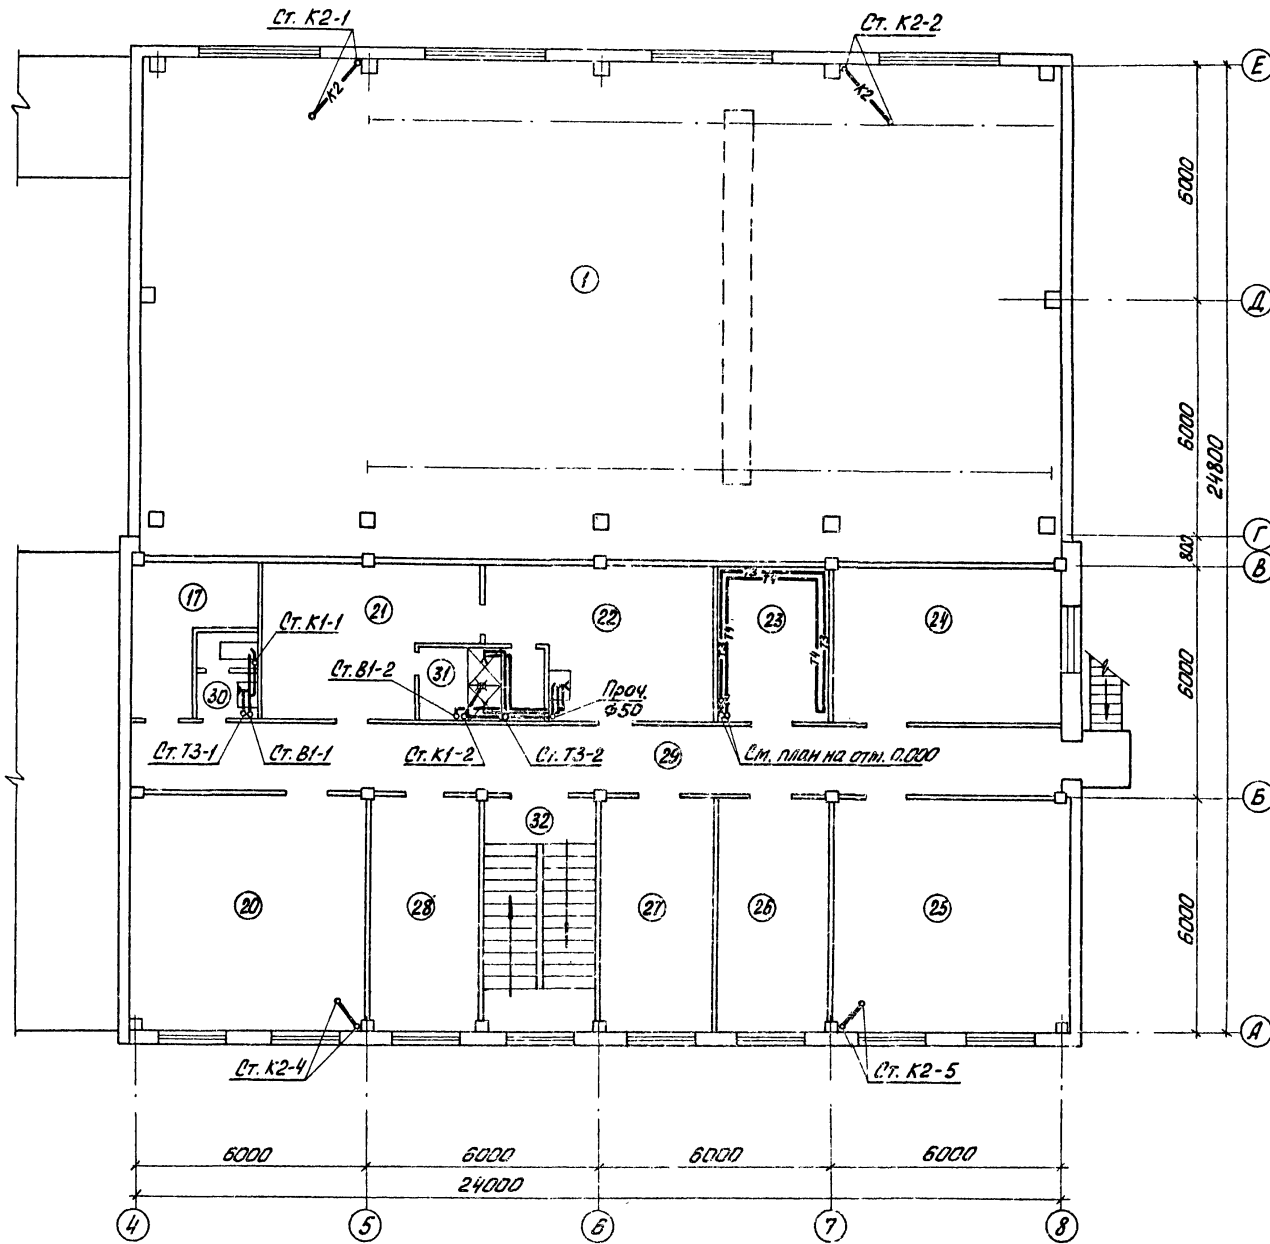 Ст. К2-1
Ст. К2-2
К2
К2
Е
6000
1
Д
6000
24800
Г
800
В
17
21
22
23
24
Т3
Т4
Т3
Т4
Т4
Т3
Ст. К1-1
Ст. В1-2
31
30
Проч.
Ф50
6000
Ст. Т3-1
Ст. В1-1
Ст. К1-2
Ст. Т3-2
29
См. план на отм. 0.000
Б
32
20
28
27
26
25
6000
А
Ст. К2-4
Ст. К2-5
6000
6000
6000
6000
24000
4
5
6
7
8